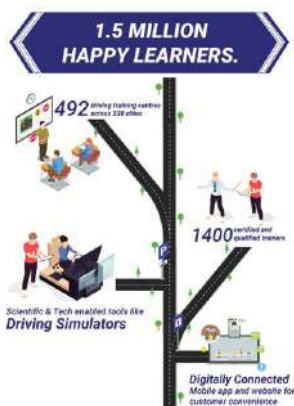 1.5 MILLION
HAPPY LEARNERS.
492 driving training centres
across 238 cities
1400 certified and
qualified trainers
Scientific & Tech enabled tools like
Driving Simulators
Digitally Connected
Mobile app and website for
customer convenience